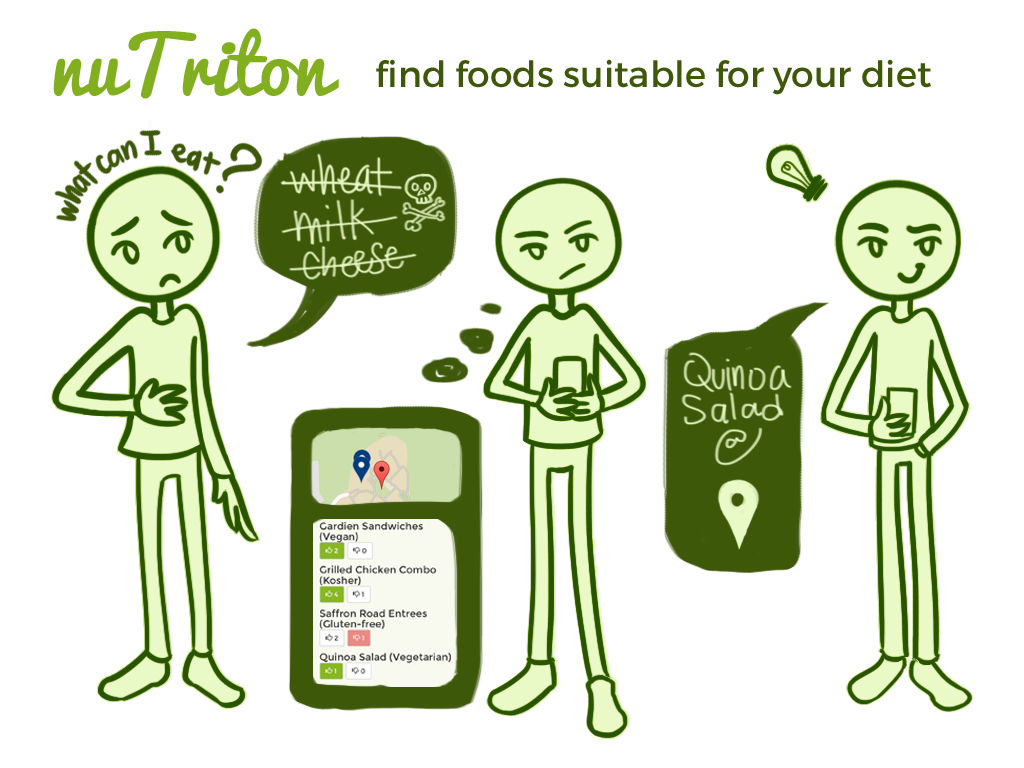 nuTriton
find foods suitable for your diet
what can I eat?
wheat
milk
cheese
Gardien Sandwiches
(Vegan)
2 0
Grilled Chicken Combo
(Kosher)
4 1
Saffron Road Entrees
(Gluten-free)
2 1
Quinoa Salad (Vegetarian)
1 0
Quinoa
Salad
@